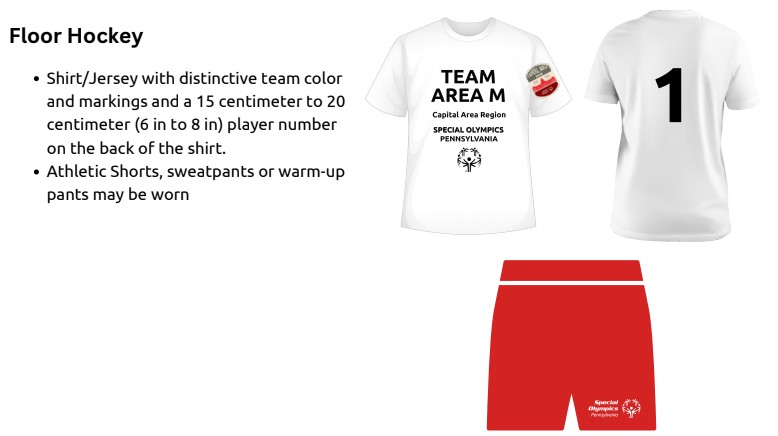 Floor Hockey
• Shirt/Jersey with distinctive team color
and markings and a 15 centimeter to 20
centimeter (6 in to 8 in) player number
on the back of the shirt.
• Athletic Shorts, sweatpants or warm-up
pants may be worn
TEAM
AREA M
Capital Area Region
SPECIAL OLYMPICS
PENNSYLVANIA
1
Special
Olympics
Pennsylvania